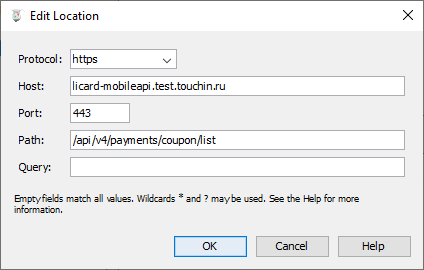 Edit Location
Protocol: https
Host: licard-mobileapi.test.touchin.ru
Port: 443
Path: /api/v4/payments/coupon/list
Query:
Empty fields match all values. Wildcards * and ? may be used. See the Help for more
information.
OK Cancel Help